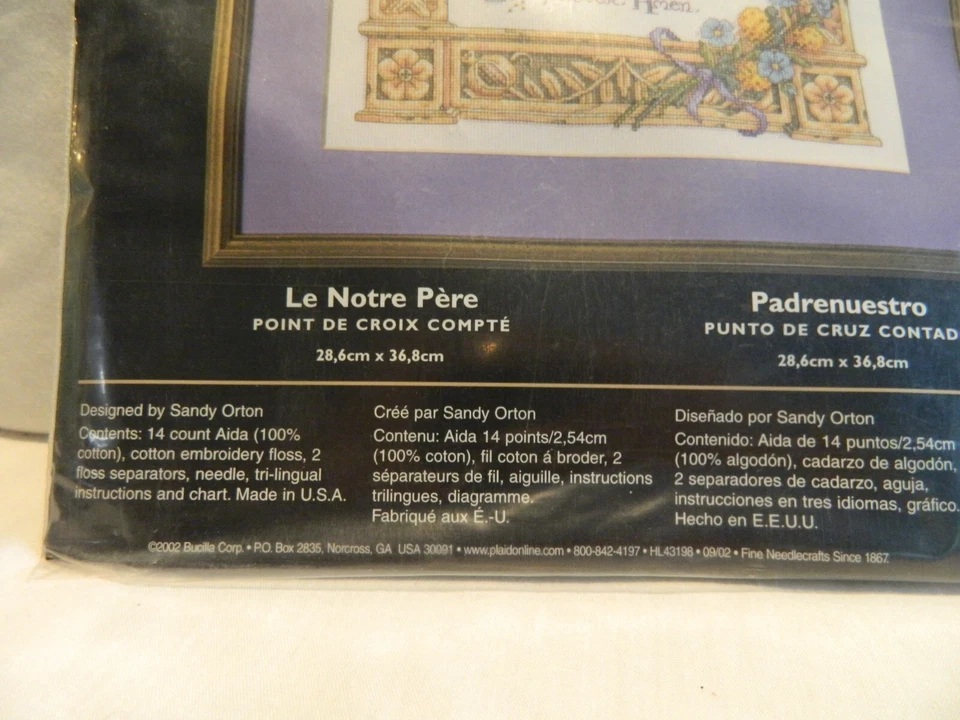 Amen.
Le Notre Père
POINT DE CROIX COMPTÉ
28,6cm x 36,8cm
Padrenuestro
PUNTO DE CRUZ CONTAD
28,6cm x 36,8cm
Designed by Sandy Orton
Contents: 14 count Aida (100%
cotton), cotton embroidery floss, 2
floss separators, needle, tri-lingual
instructions and chart. Made in U.S.A.
Créé par Sandy Orton
Contenu: Aida 14 points/2,54cm
(100% coton), fil coton á broder, 2
séparateurs de fil, aiguille, instructions
trilingues, diagramme.
Fabriqué aux É.-U.
Diseñado por Sandy Orton
Contenido: Aida de 14 puntos/2,54cm
(100% algodón), cadarzo de algodón,
2 separadores de cadarzo, aguja,
instrucciones en tres idiomas, gráfico.
Hecho en E.E.U.U.
©2002 Bucilla Corp. • P.O. Box 2835, Norcross, GA USA 30091 • www.plaidonline.com • 800-842-4197 • HL43198 • 09/02 • Fine Needlecrafts Since 1867.